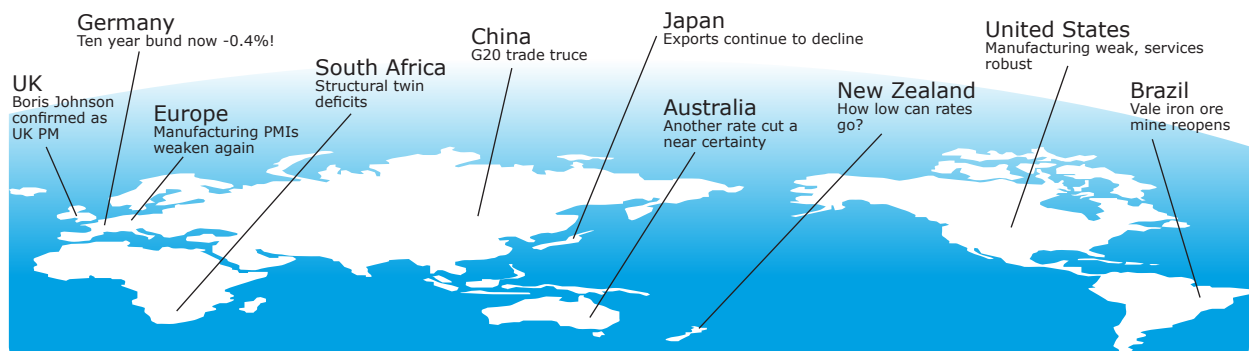 Germany
Ten year bund now -0.4%!
UK
Boris Johnson
confirmed as
UK PM
Europe
Manufacturing PMIs
weaken again
South Africa
Structural twin
deficits
China
G20 trade truce
Japan
Exports continue to decline
Australia
Another rate cut a
near certainty
New Zealand
How low can rates
go?
United States
Manufacturing weak, services
robust
Brazil
Vale iron ore
mine reopens